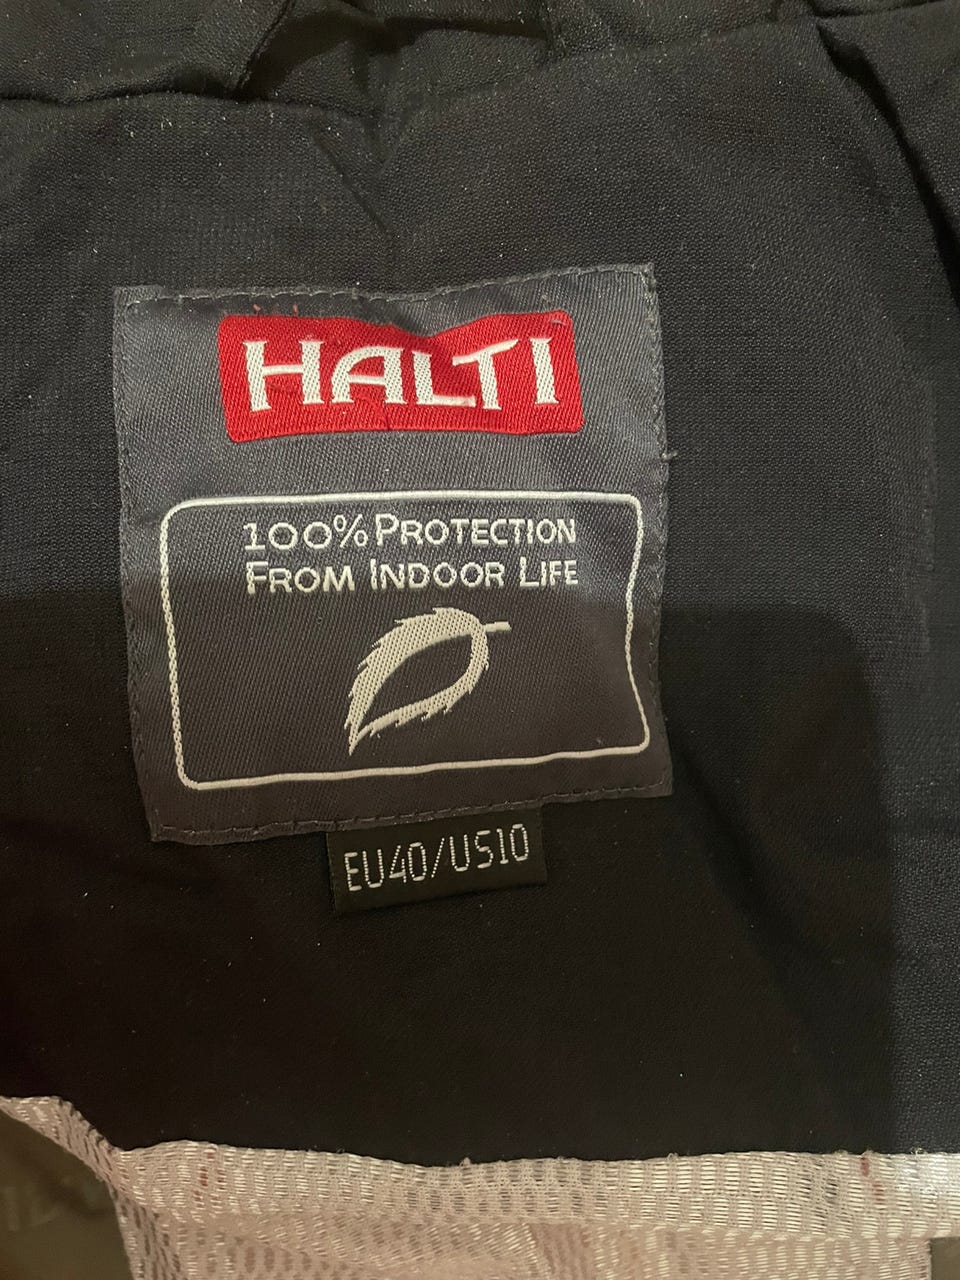 HALTI
100% PROTECTION
FROM INDOOR LIFE
EU40/US10